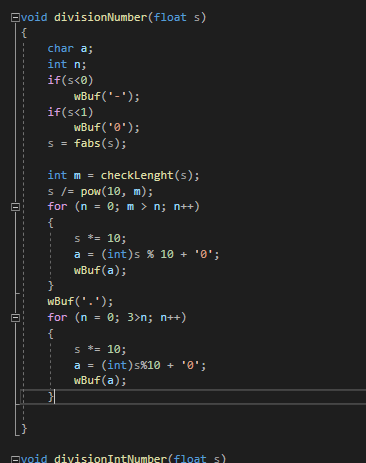 void divisionNumber(float s)
{
char a;
int n;
if(s<0)
wBuf('-');
if(s<1)
wBuf('0');
s = fabs(s);
int m = checkLenght(s);
s /= pow(10, m);
for (n = 0; m > n; n++)
{
s *= 10;
a = (int)s % 10 + '0';
wBuf(a);
}
wBuf('.');
for (n = 0; 3>n; n++)
{
s *= 10;
a = (int)s%10 + '0';
wBuf(a);
}
}
void divisionIntNumber(float s)